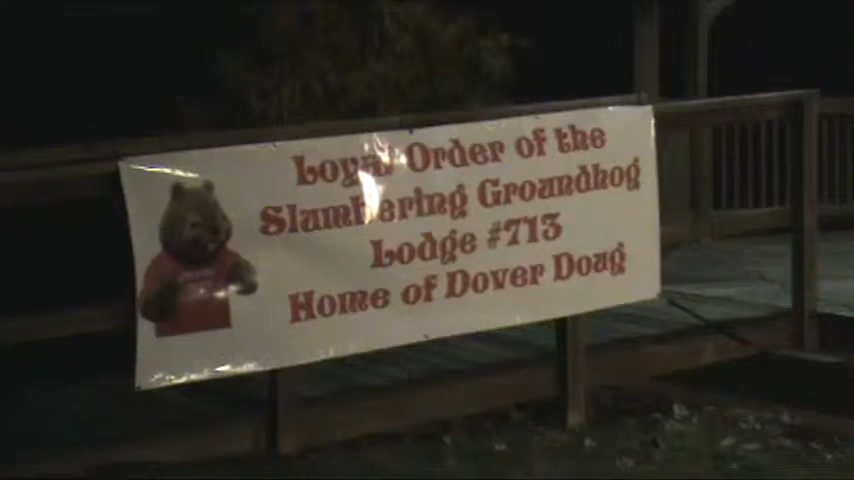 Loyal Order of the
Slumbering Groundhog
Lodge #713
Home of Dover Doug